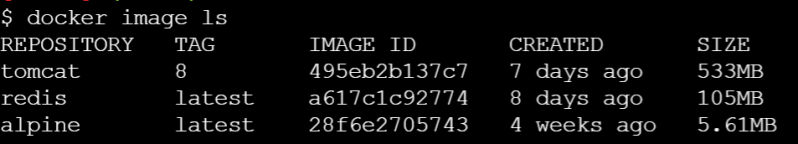 $ docker image ls
REPOSITORY TAG IMAGE ID CREATED SIZE
tomcat 8 495eb2b137c7 7 days ago 533MB
redis latest a617c1c92774 8 days ago 105MB
alpine latest 28f6e2705743 4 weeks ago 5.61MB